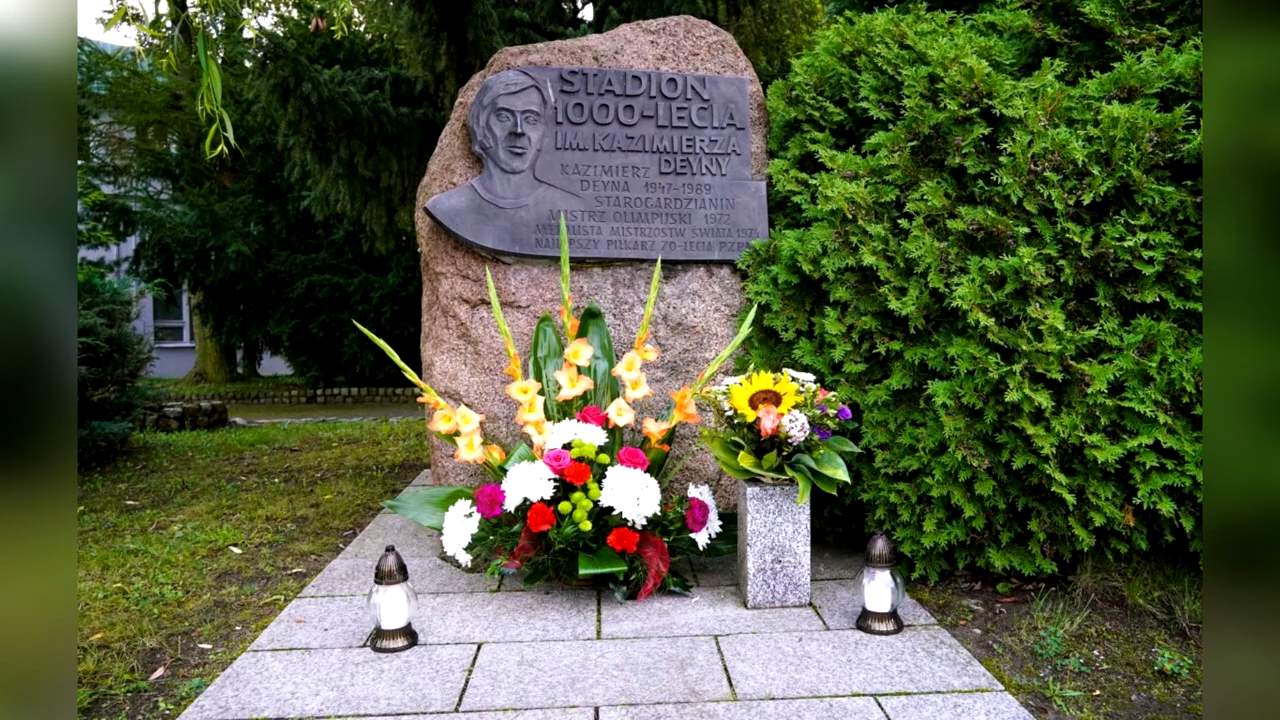 STADION
1000-LECIA
IM. KAZIMIERZA
DEYNY
KAZIMIERZ
DEYNA 1947-1989
STAROGARDZIANIN
MISTRZ OLIMPIJSKI 1972
MEDALISTA MISTRZOSTW ŚWIATA 1974
NAJLEPSZY PIŁKARZ 70-LECIA PZPN